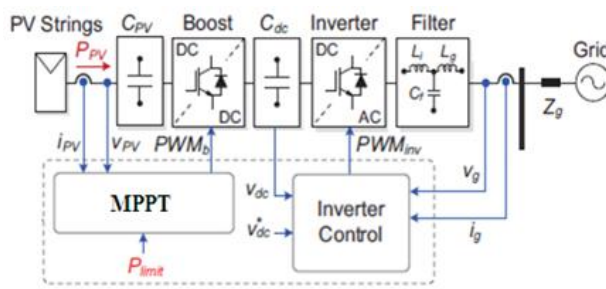 PV Strings C_PV Boost C_dc Inverter Filter Grid
P_PV DC DC L_i L_g
C_f
DC AC Z_g
i_PV v_PV PWM_b PWM_inv
v_dc v_g
MPPT Inverter
v*_dc Control i_g
P_limit